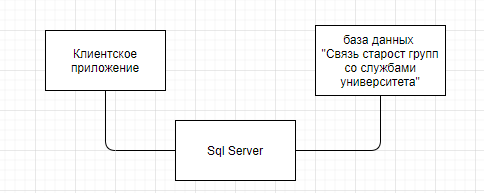 Клиентское
приложение
база данных
"Связь старост групп
со службами
университета"
Sql Server